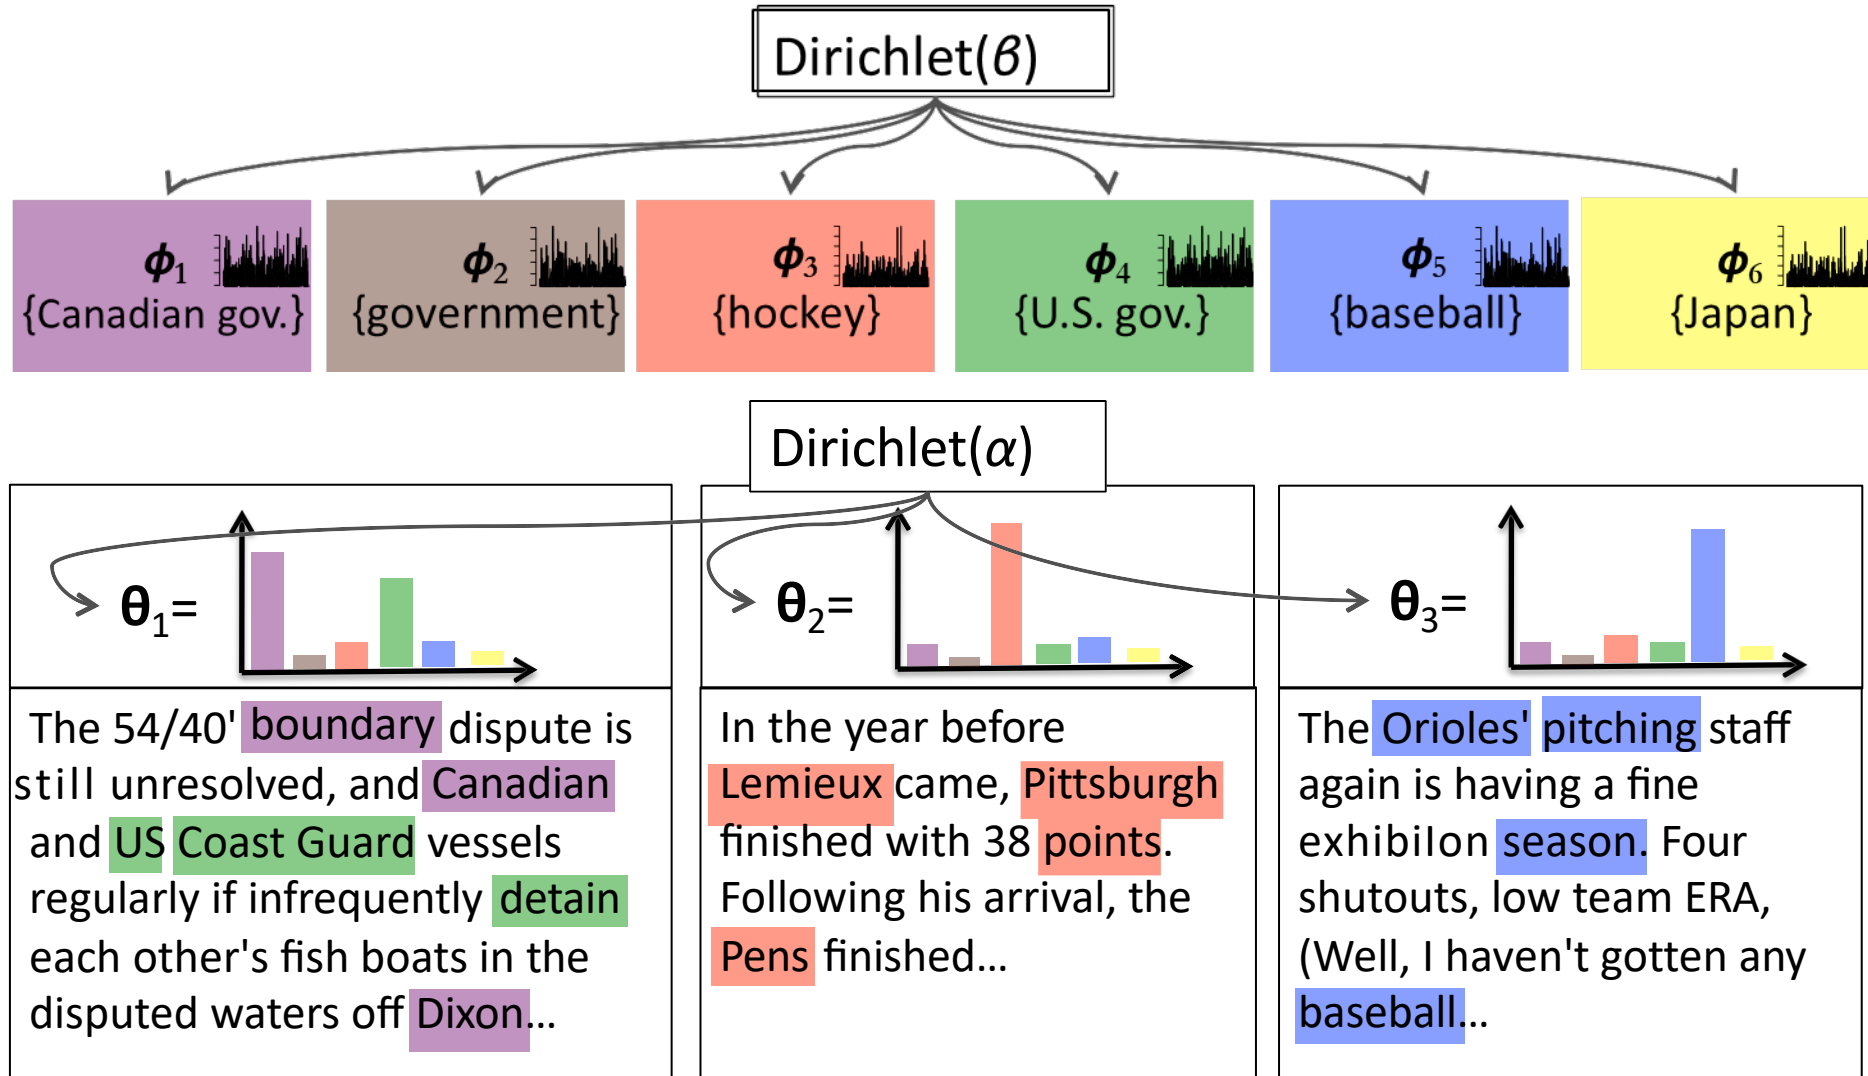 Dirichlet(β)
ϕ1
{Canadian gov.}
ϕ2
{government}
ϕ3
{hockey}
ϕ4
{U.S. gov.}
ϕ5
{baseball}
ϕ6
{Japan}
Dirichlet(α)
θ1=
The 54/40' boundary dispute is
still unresolved, and Canadian
and US Coast Guard vessels
regularly if infrequently detain
each other's fish boats in the
disputed waters off Dixon…
θ2=
In the year before
Lemieux came, Pittsburgh
finished with 38 points.
Following his arrival, the
Pens finished…
θ3=
The Orioles' pitching staff
again is having a fine
exhibiIon season. Four
shutouts, low team ERA,
(Well, I haven't gotten any
baseball…